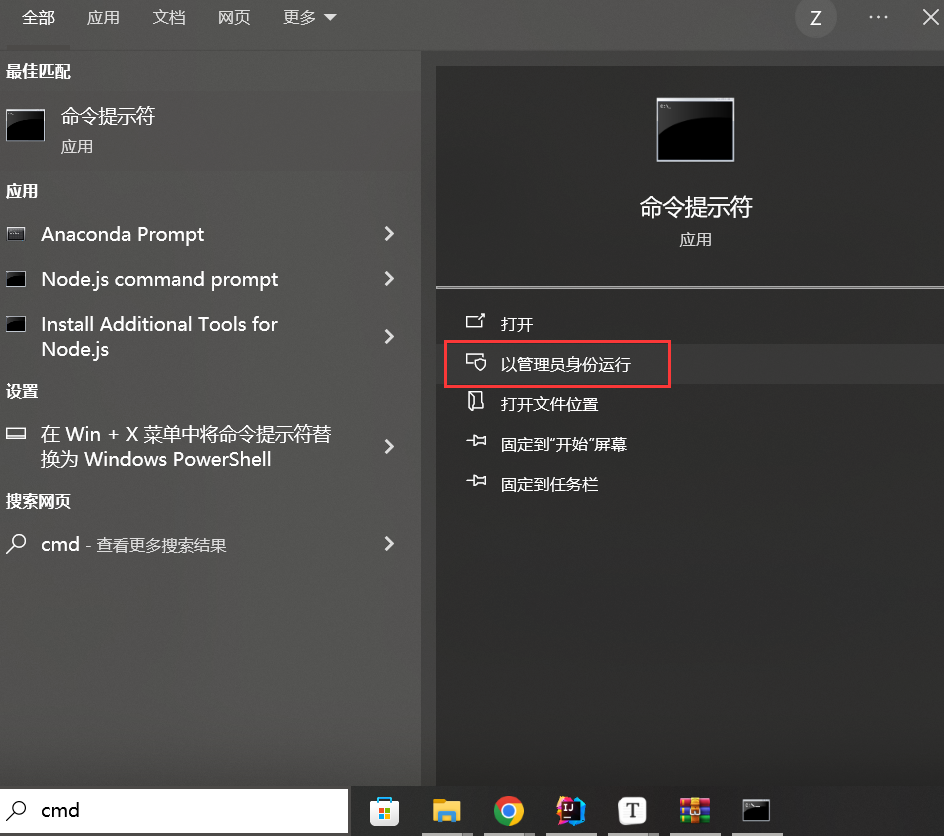 全部 应用 文档 网页 更多 Z
最佳匹配
命令提示符
应用
应用
Anaconda Prompt
Node.js command prompt
Install Additional Tools for
Node.js
设置
在 Win + X 菜单中将命令提示符替
换为 Windows PowerShell
搜索网页
cmd - 查看更多搜索结果
命令提示符
应用
打开
以管理员身份运行
打开文件位置
固定到“开始”屏幕
固定到任务栏
cmd
IJ
T